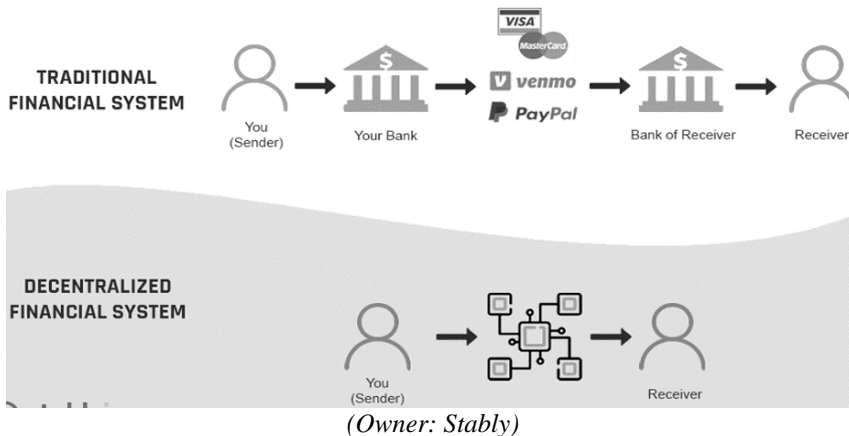 VISA
MasterCard
TRADITIONAL
FINANCIAL SYSTEM
$
venmo
$
PayPal
You
(Sender)
Your Bank
Bank of Receiver
Receiver
DECENTRALIZED
FINANCIAL SYSTEM
You
(Sender)
Receiver
(Owner: Stably)